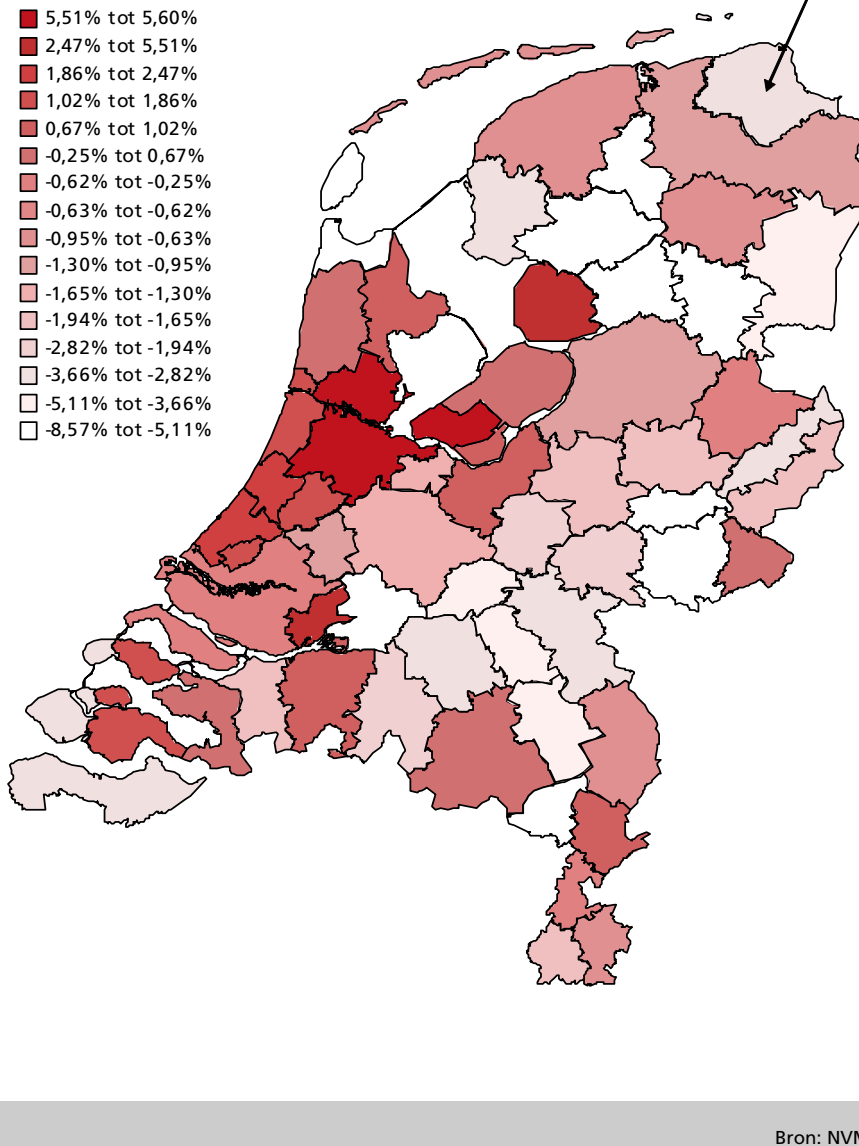 5,51% tot 5,60%
2,47% tot 5,51%
1,86% tot 2,47%
1,02% tot 1,86%
0,67% tot 1,02%
-0,25% tot 0,67%
-0,62% tot -0,25%
-0,63% tot -0,62%
-0,95% tot -0,63%
-1,30% tot -0,95%
-1,65% tot -1,30%
-1,94% tot -1,65%
-2,82% tot -1,94%
-3,66% tot -2,82%
-5,11% tot -3,66%
-8,57% tot -5,11%
Bron: NVM